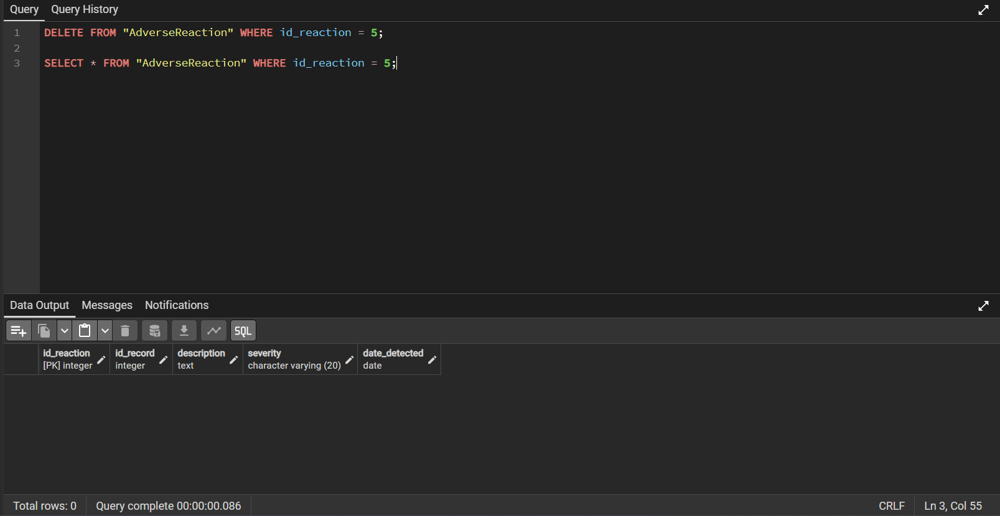 Query Query History
1 DELETE FROM "AdverseReaction" WHERE id_reaction = 5;
2
3 SELECT * FROM "AdverseReaction" WHERE id_reaction = 5;
Data Output Messages Notifications
SQL
id_reaction id_record description severity date_detected
[PK] integer integer text character varying (20) date
Total rows: 0 Query complete 00:00:00.086 CRLF Ln 3, Col 55